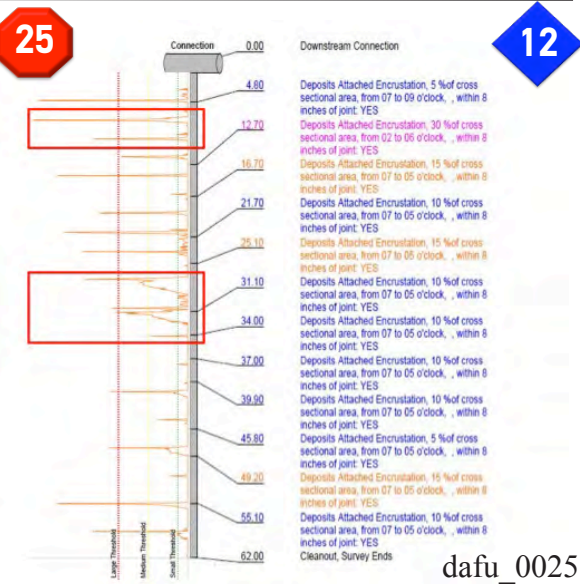 25
12
Connection
0.00
Downstream Connection
4.80
Deposits Attached Encrustation, 5 %of cross
sectional area, from 07 to 09 o'clock, , within 8
inches of joint: YES
12.70
Deposits Attached Encrustation, 30 %of cross
sectional area, from 02 to 06 o'clock, , within 8
inches of joint: YES
16.70
Deposits Attached Encrustation, 15 %of cross
sectional area, from 07 to 05 o'clock, , within 8
inches of joint: YES
21.70
Deposits Attached Encrustation, 10 %of cross
sectional area, from 07 to 05 o'clock, , within 8
inches of joint: YES
25.10
Deposits Attached Encrustation, 15 %of cross
sectional area, from 07 to 05 o'clock, , within 8
inches of joint: YES
31.10
Deposits Attached Encrustation, 10 %of cross
sectional area, from 07 to 05 o'clock, , within 8
inches of joint: YES
34.00
Deposits Attached Encrustation, 10 %of cross
sectional area, from 07 to 05 o'clock, , within 8
inches of joint: YES
37.00
Deposits Attached Encrustation, 10 %of cross
sectional area, from 07 to 05 o'clock, , within 8
inches of joint: YES
39.90
Deposits Attached Encrustation, 10 %of cross
sectional area, from 07 to 05 o'clock, , within 8
inches of joint: YES
45.80
Deposits Attached Encrustation, 5 %of cross
sectional area, from 07 to 05 o'clock, , within 8
inches of joint: YES
49.20
Deposits Attached Encrustation, 15 %of cross
sectional area, from 07 to 05 o'clock, , within 8
inches of joint: YES
55.10
Deposits Attached Encrustation, 10 %of cross
sectional area, from 07 to 05 o'clock, , within 8
inches of joint: YES
62.00
Cleanout, Survey Ends
Large Threshold
Medium Threshold
Small Threshold
dafu_0025